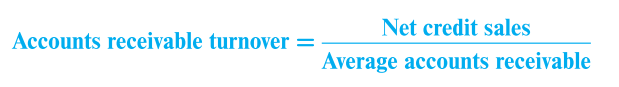 Net credit sales
Accounts receivable turnover =
Average accounts receivable